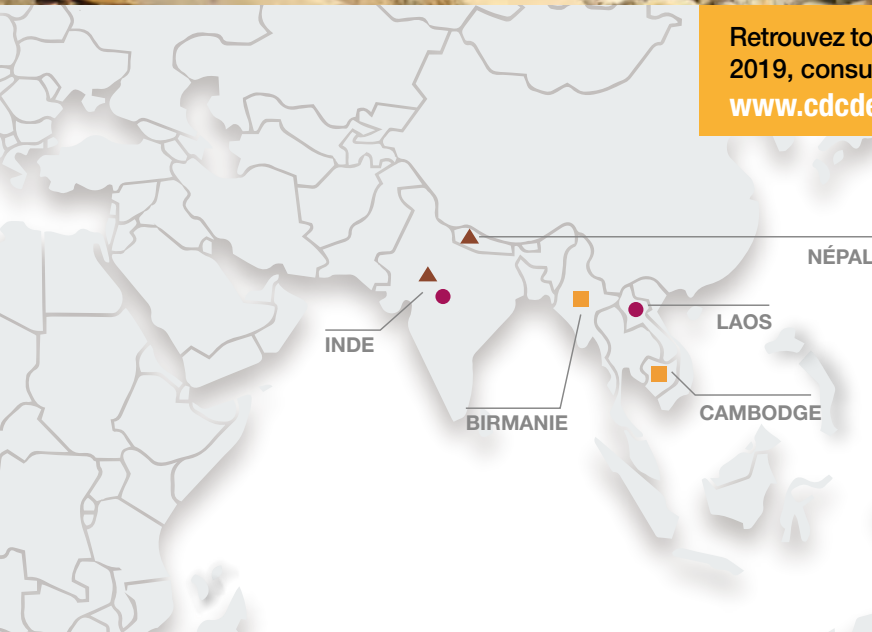 Retrouvez to
2019, consu
www.cdcde
NÉPAL
LAOS
INDE
CAMBODGE
BIRMANIE